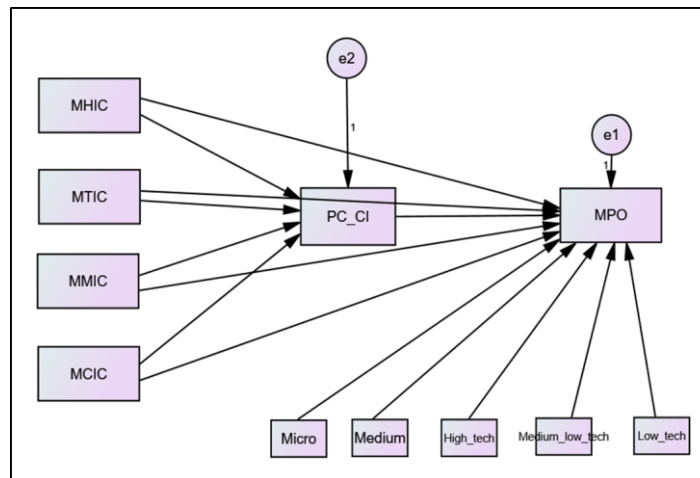 e2
MHIC
e1
1
1
MTIC
PC_CI
MPO
MMIC
MCIC
Micro
Medium
High_tech
Medium_low_tech
Low_tech